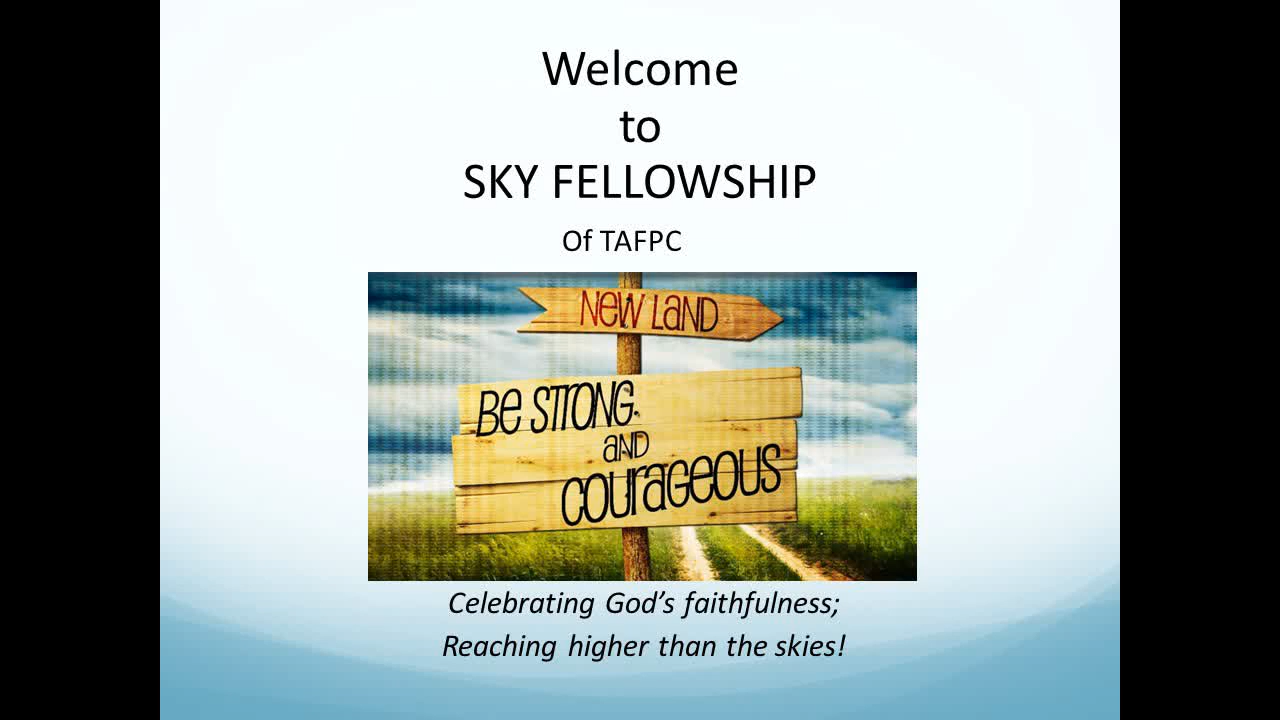 Welcome
to
SKY FELLOWSHIP
Of TAFPC
NEW LAND
BE STRONG
AND
COURAGEOUS
Celebrating God’s faithfulness;
Reaching higher than the skies!